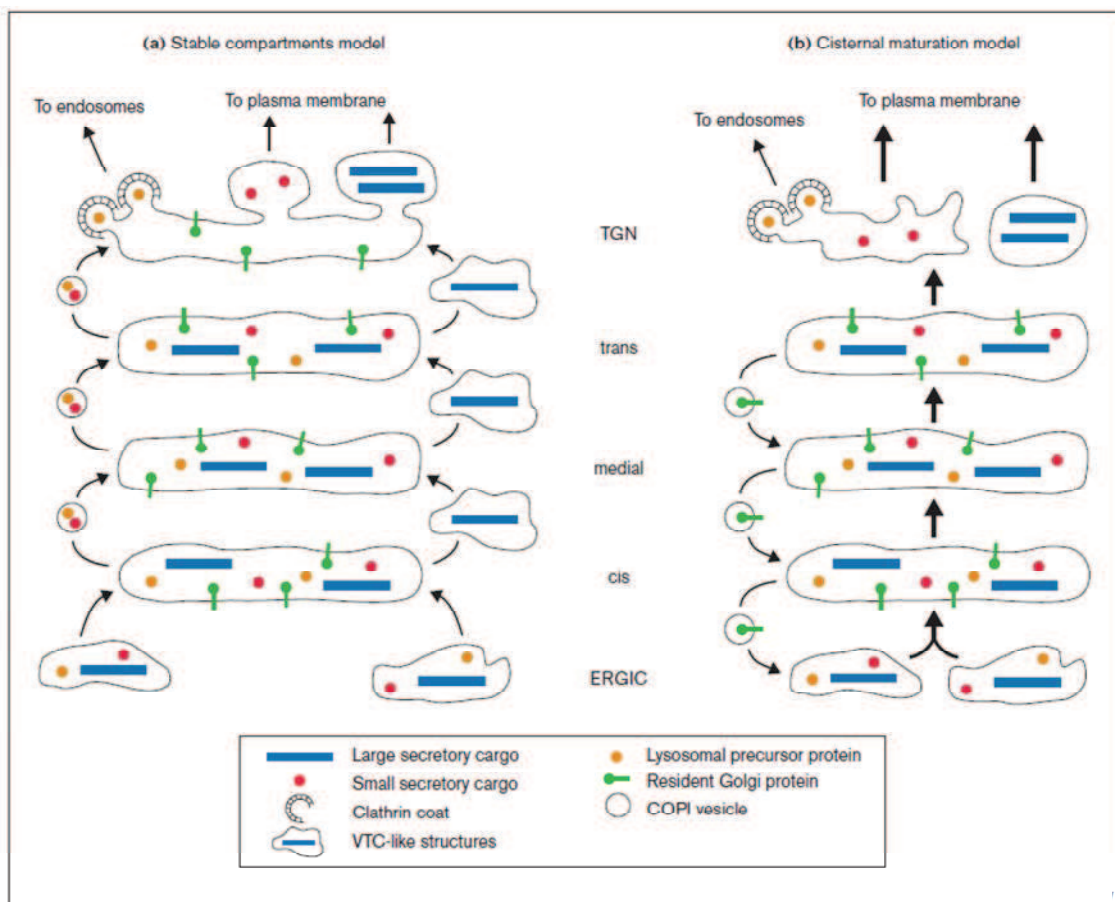 (a) Stable compartments model
(b) Cisternal maturation model
To endosomes
To plasma membrane
To endosomes
To plasma membrane
TGN
trans
medial
cis
ERGIC
Large secretory cargo
Small secretory cargo
Clathrin coat
VTC-like structures
Lysosomal precursor protein
Resident Golgi protein
COPI vesicle